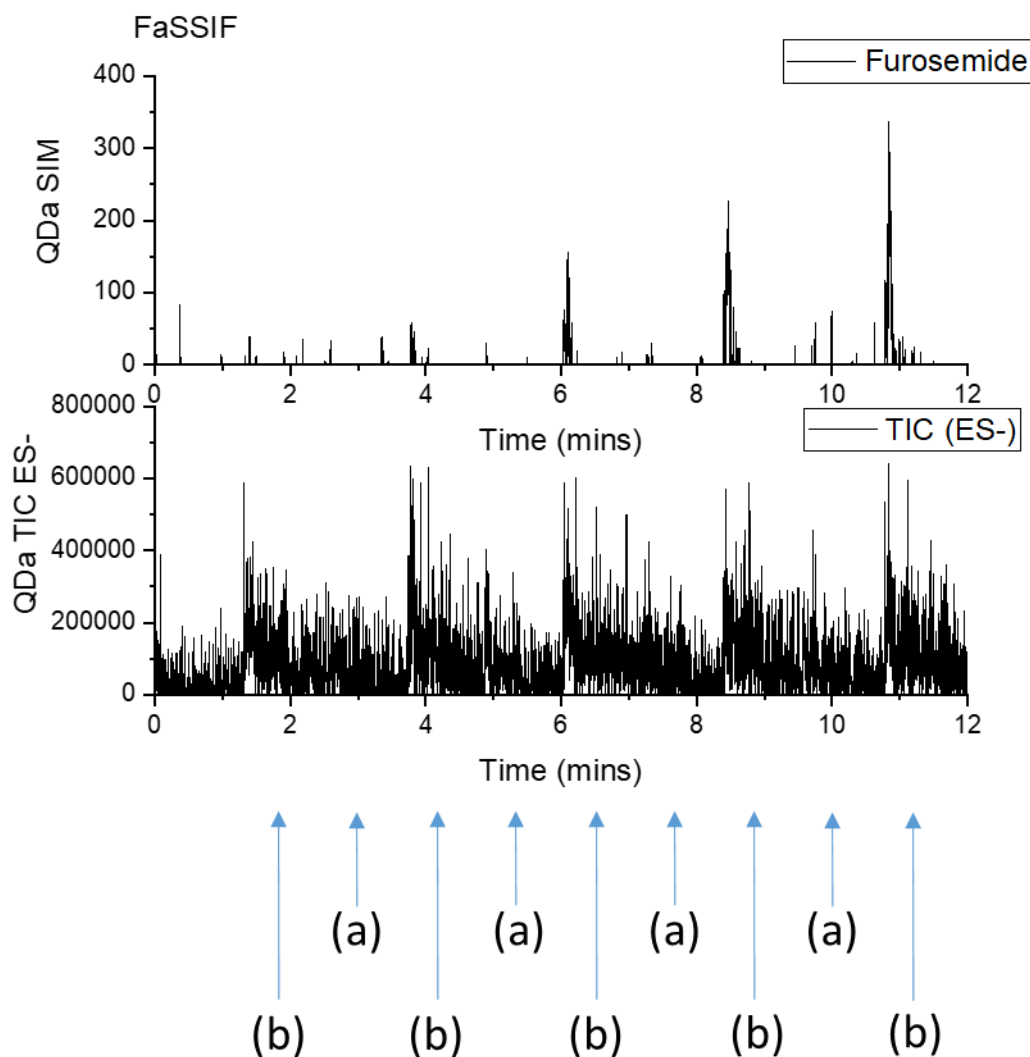 FaSSIF
Furosemide
QDa SIM
400
300
200
100
0
0 2 4 6 8 10 12
Time (mins)
TIC (ES-)
QDa TIC ES-
800000
600000
400000
200000
0
0 2 4 6 8 10 12
Time (mins)
(a) (a) (a) (a)
(b) (b) (b) (b) (b)